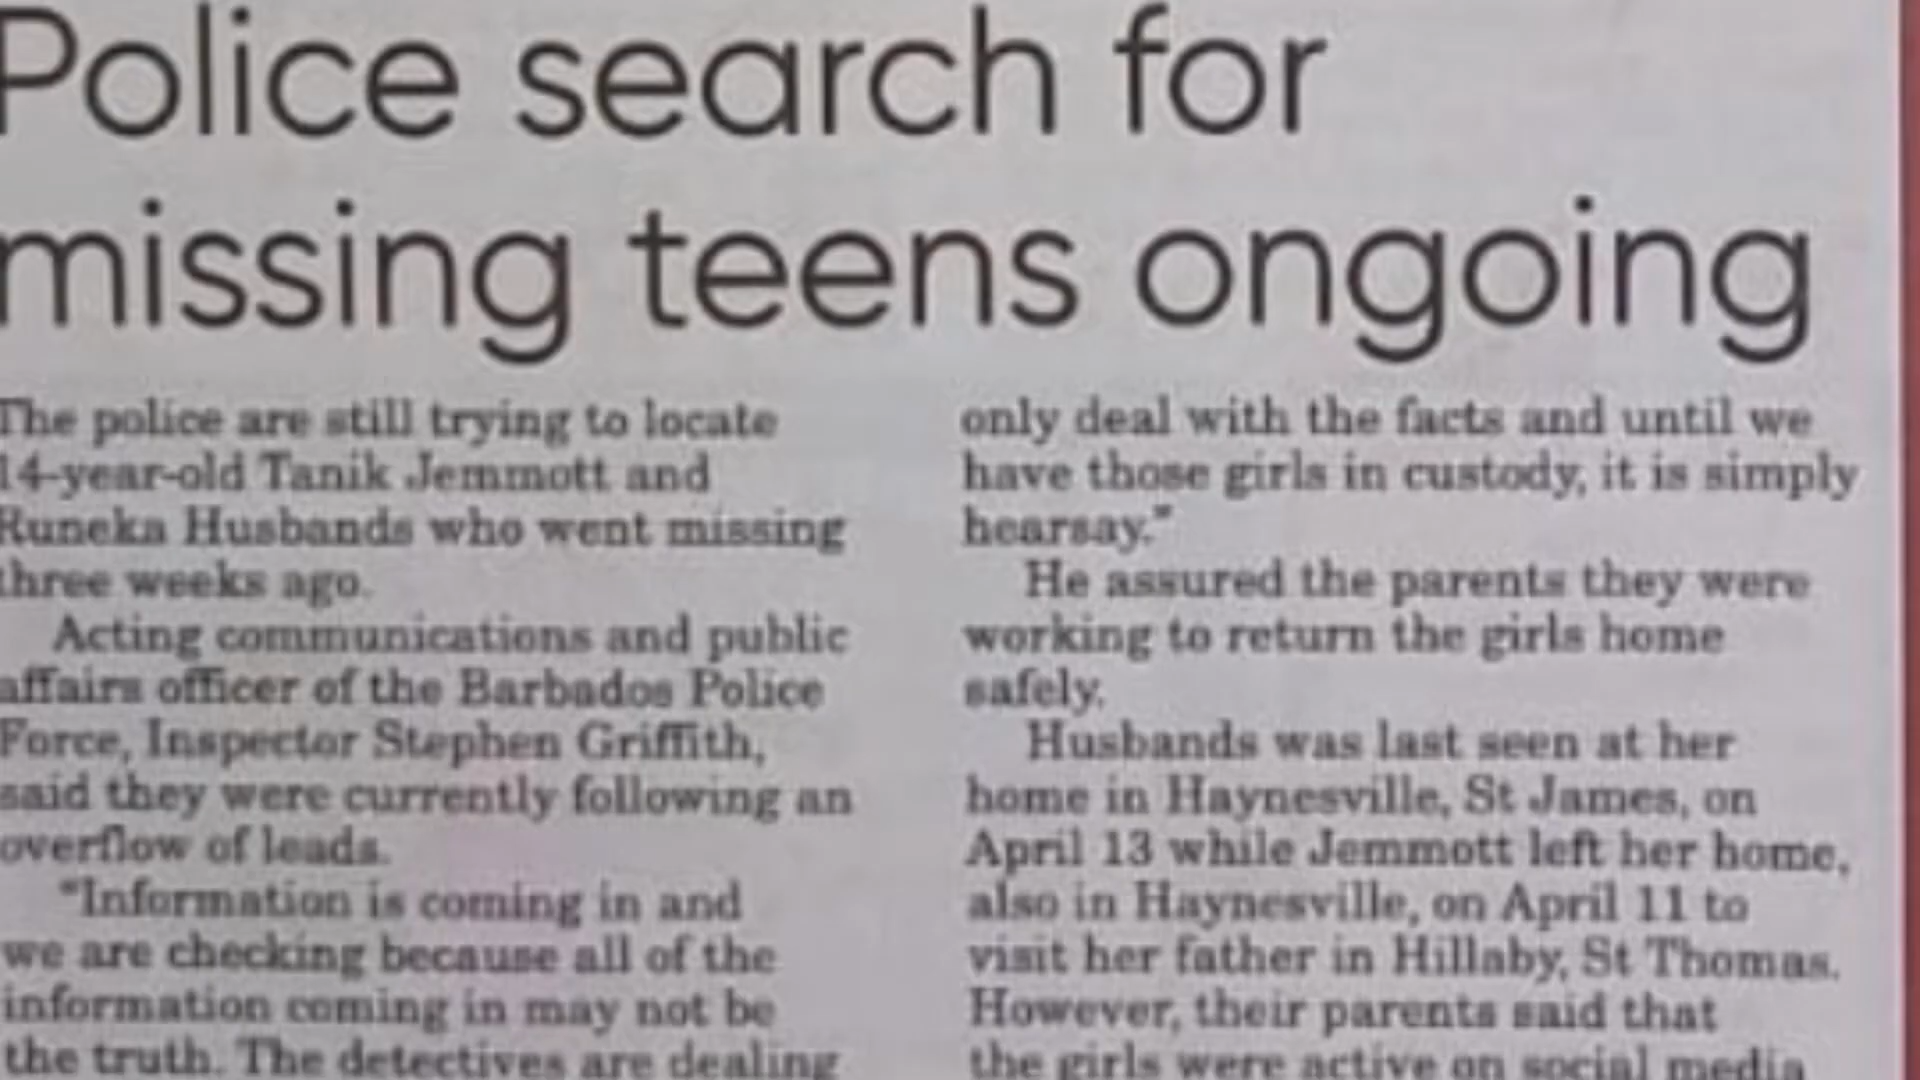 Police search for
missing teens ongoing
The police are still trying to locate
14-year-old Tanik Jemmott and
Runeka Husbands who went missing
three weeks ago.
Acting communications and public
affairs officer of the Barbados Police
Force, Inspector Stephen Griffith,
said they were currently following an
overflow of leads.
"Information is coming in and
we are checking because all of the
information coming in may not be
the truth. The detectives are dealing
only deal with the facts and until we
have those girls in custody, it is simply
hearsay."
He assured the parents they were
working to return the girls home
safely.
Husbands was last seen at her
home in Haynesville, St James, on
April 13 while Jemmott left her home,
also in Haynesville, on April 11 to
visit her father in Hillaby, St Thomas.
However, their parents said that
the girls were active on social media